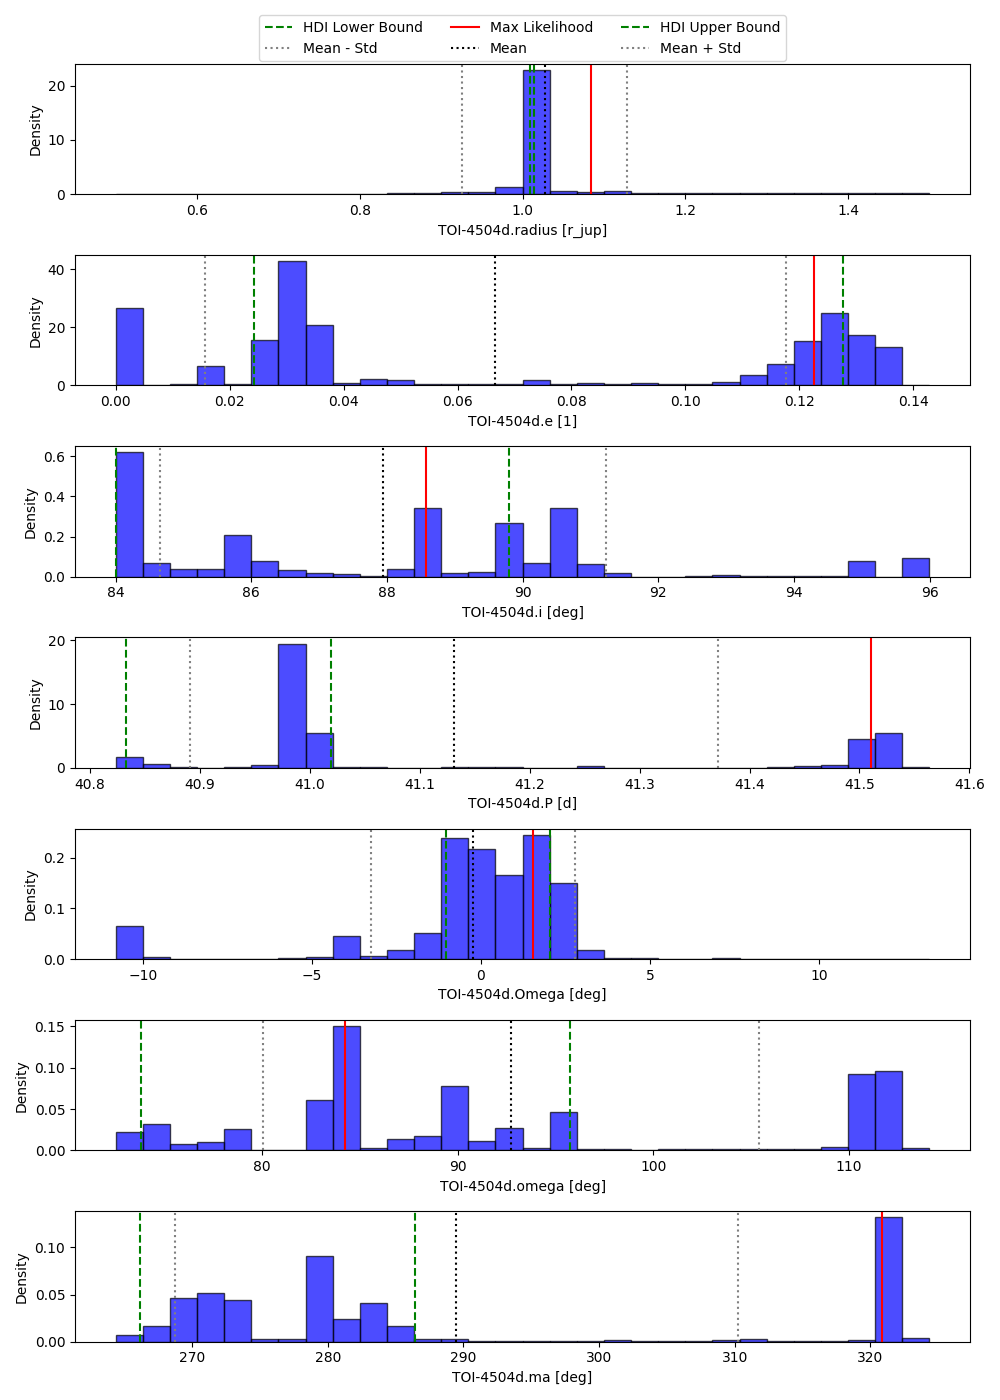 HDI Lower Bound Max Likelihood HDI Upper Bound
Mean - Std Mean Mean + Std
20
10
0
Density
0.6 0.8 1.0 1.2 1.4
TOI-4504d.radius [r_jup]
40
20
0
Density
0.00 0.02 0.04 0.06 0.08 0.10 0.12 0.14
TOI-4504d.e [1]
0.6
0.4
0.2
0.0
Density
84 86 88 90 92 94 96
TOI-4504d.i [deg]
20
10
0
Density
40.8 40.9 41.0 41.1 41.2 41.3 41.4 41.5 41.6
TOI-4504d.P [d]
0.2
0.1
0.0
Density
−10 −5 0 5 10
TOI-4504d.Omega [deg]
0.15
0.10
0.05
0.00
Density
80 90 100 110
TOI-4504d.omega [deg]
0.10
0.05
0.00
Density
270 280 290 300 310 320
TOI-4504d.ma [deg]